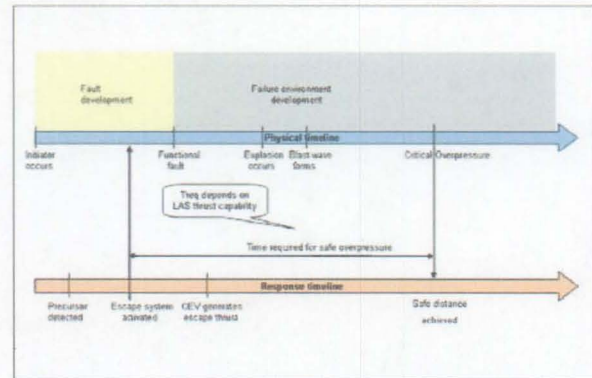 Fault
development
Failure environment
development
Physical timeline
Initiator
occurs
Functional
fault
Explosion
occurs
Blast wave
forms
Critical Overpressure
Treq depends on
LAS thrust capability
Time required for safe overpressure
Response timeline
Precursor
detected
Escape system
activated
CEV generates
escape thrust
Safe distance
achieved